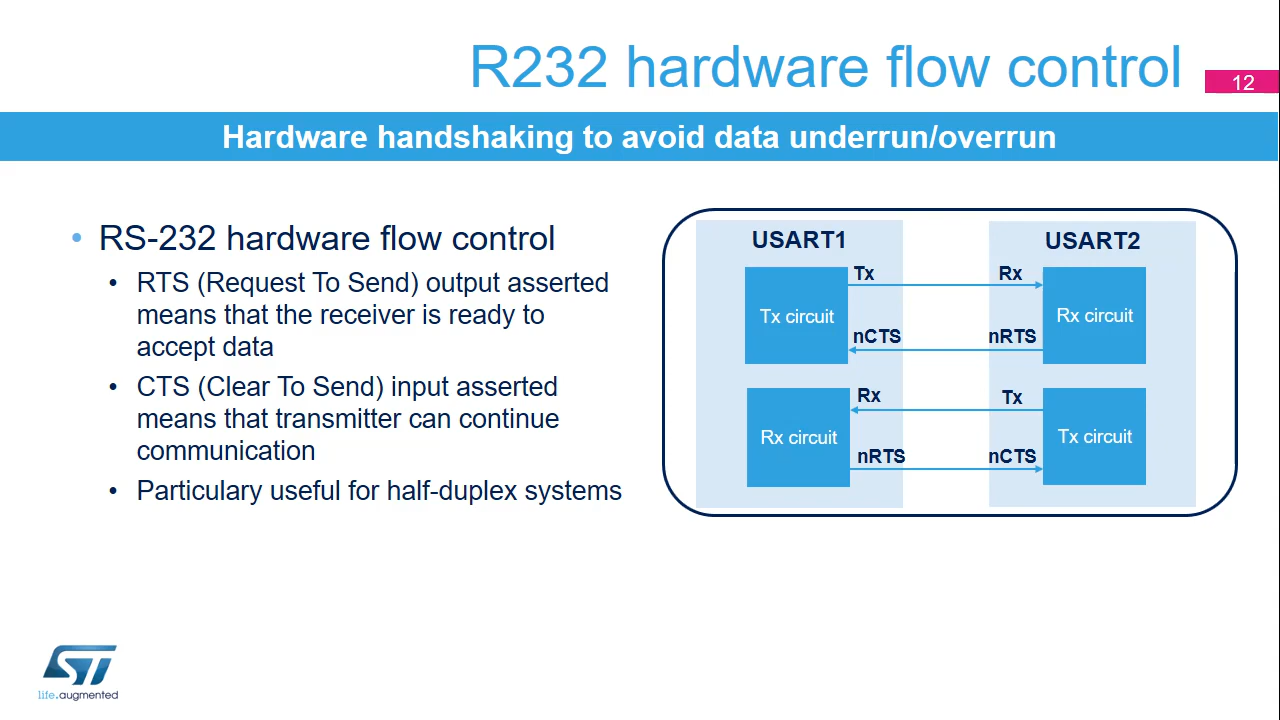 R232 hardware flow control
12
Hardware handshaking to avoid data underrun/overrun
• RS-232 hardware flow control
• RTS (Request To Send) output asserted
means that the receiver is ready to
accept data
• CTS (Clear To Send) input asserted
means that transmitter can continue
communication
• Particulary useful for half-duplex systems
USART1
USART2
Tx
Rx
Tx circuit
Rx circuit
nCTS
nRTS
Rx
Tx
Rx circuit
Tx circuit
nRTS
nCTS
ST
life.augmented